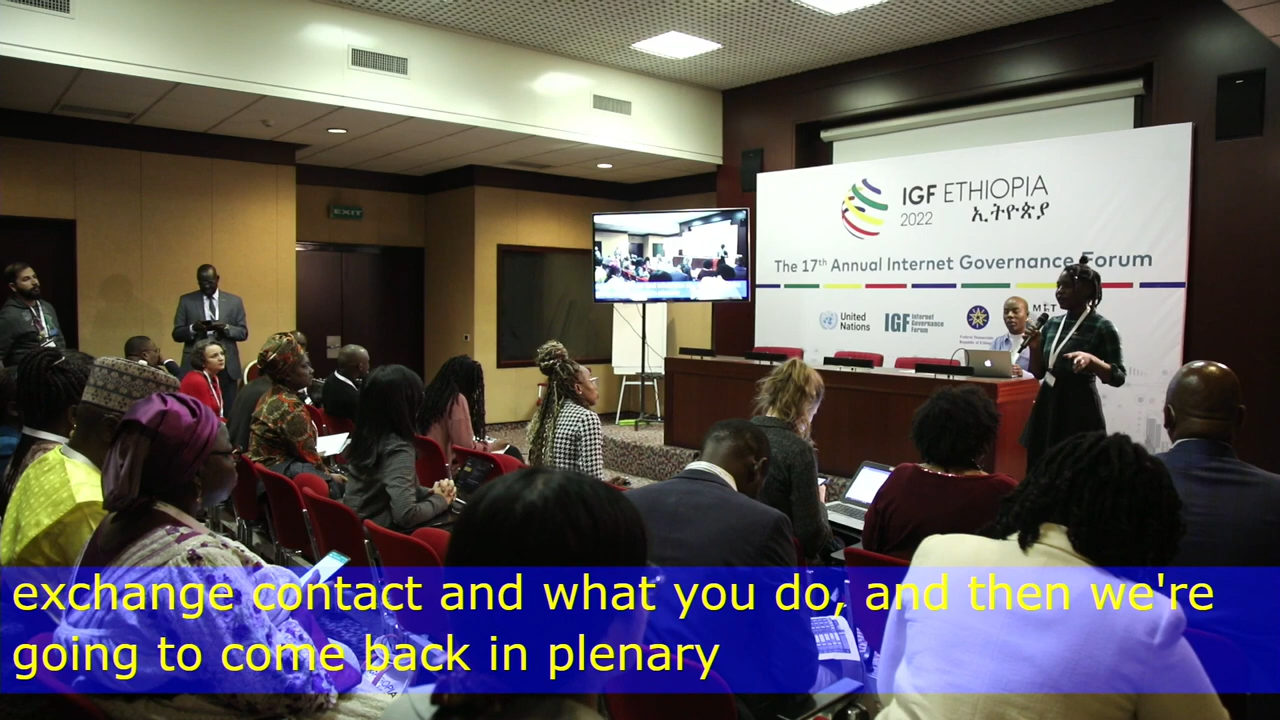 EXIT
IGF ETHIOPIA
2022 ኢትዮጵያ
The 17th Annual Internet Governance Forum
United
Nations
IGF Internet
Governance
Forum
exchange contact and what you do, and then we're
going to come back in plenary